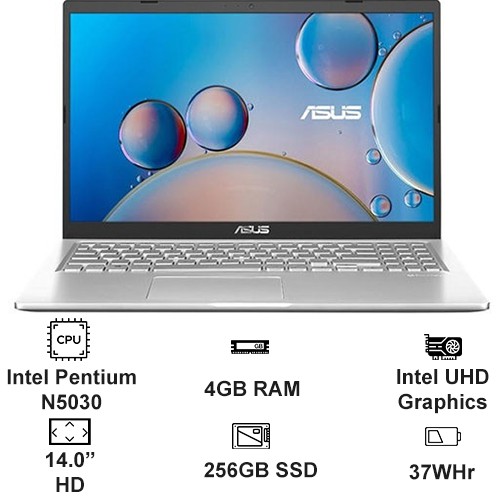 ASUS
ASUS
CPU
Intel Pentium
N5030
GB
4GB RAM
Intel UHD
Graphics
14.0”
HD
256GB SSD
37WHr